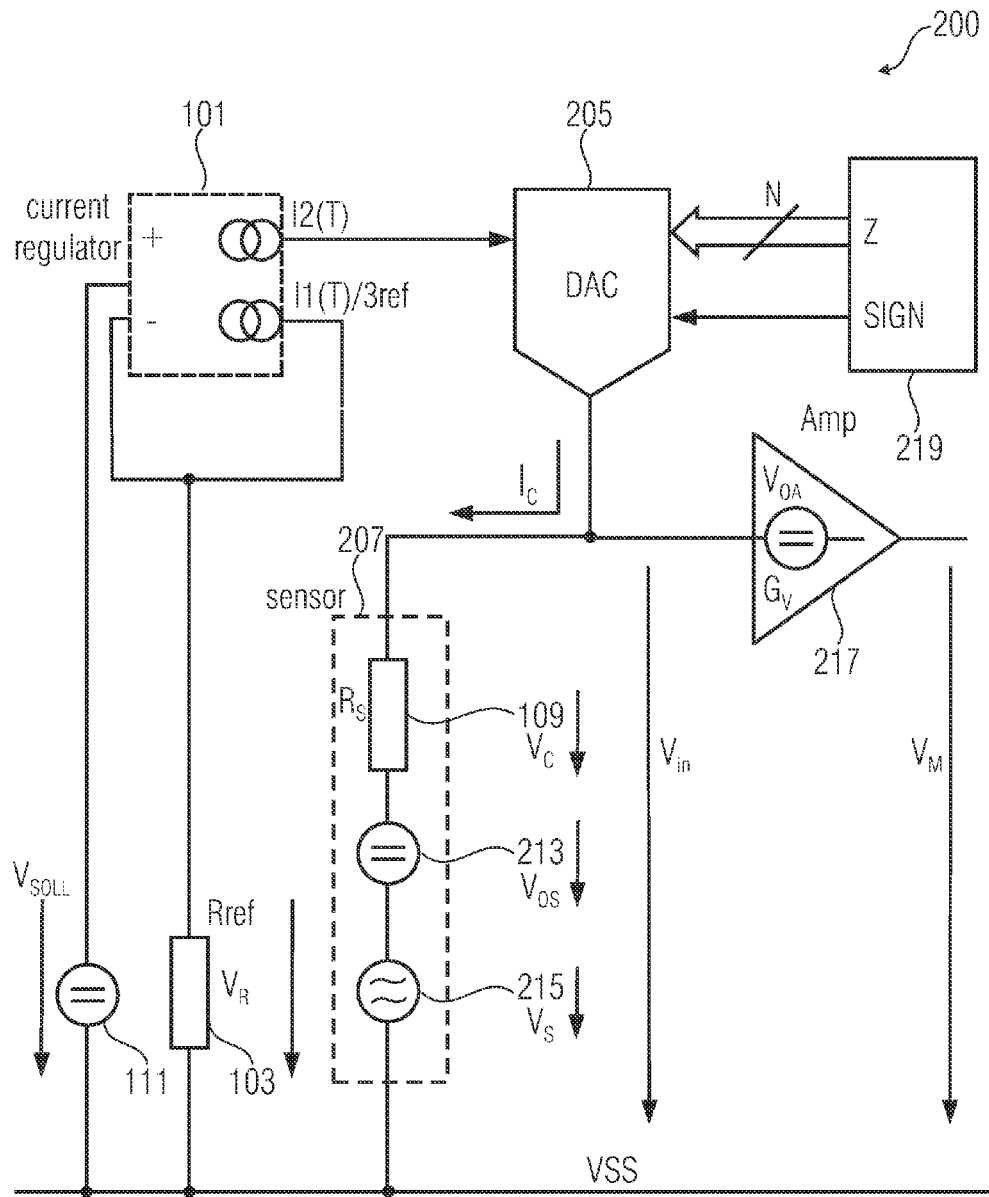 200
101
205
current
regulator
+
-
I2(T)
I1(T)/3ref
DAC
N
Z
SIGN
219
Amp
V_OA
G_V
217
I_C
207
sensor
R_S
109
V_C
213
V_OS
215
V_S
V_in
V_M
V_SOLL
111
Rref
V_R
103
VSS